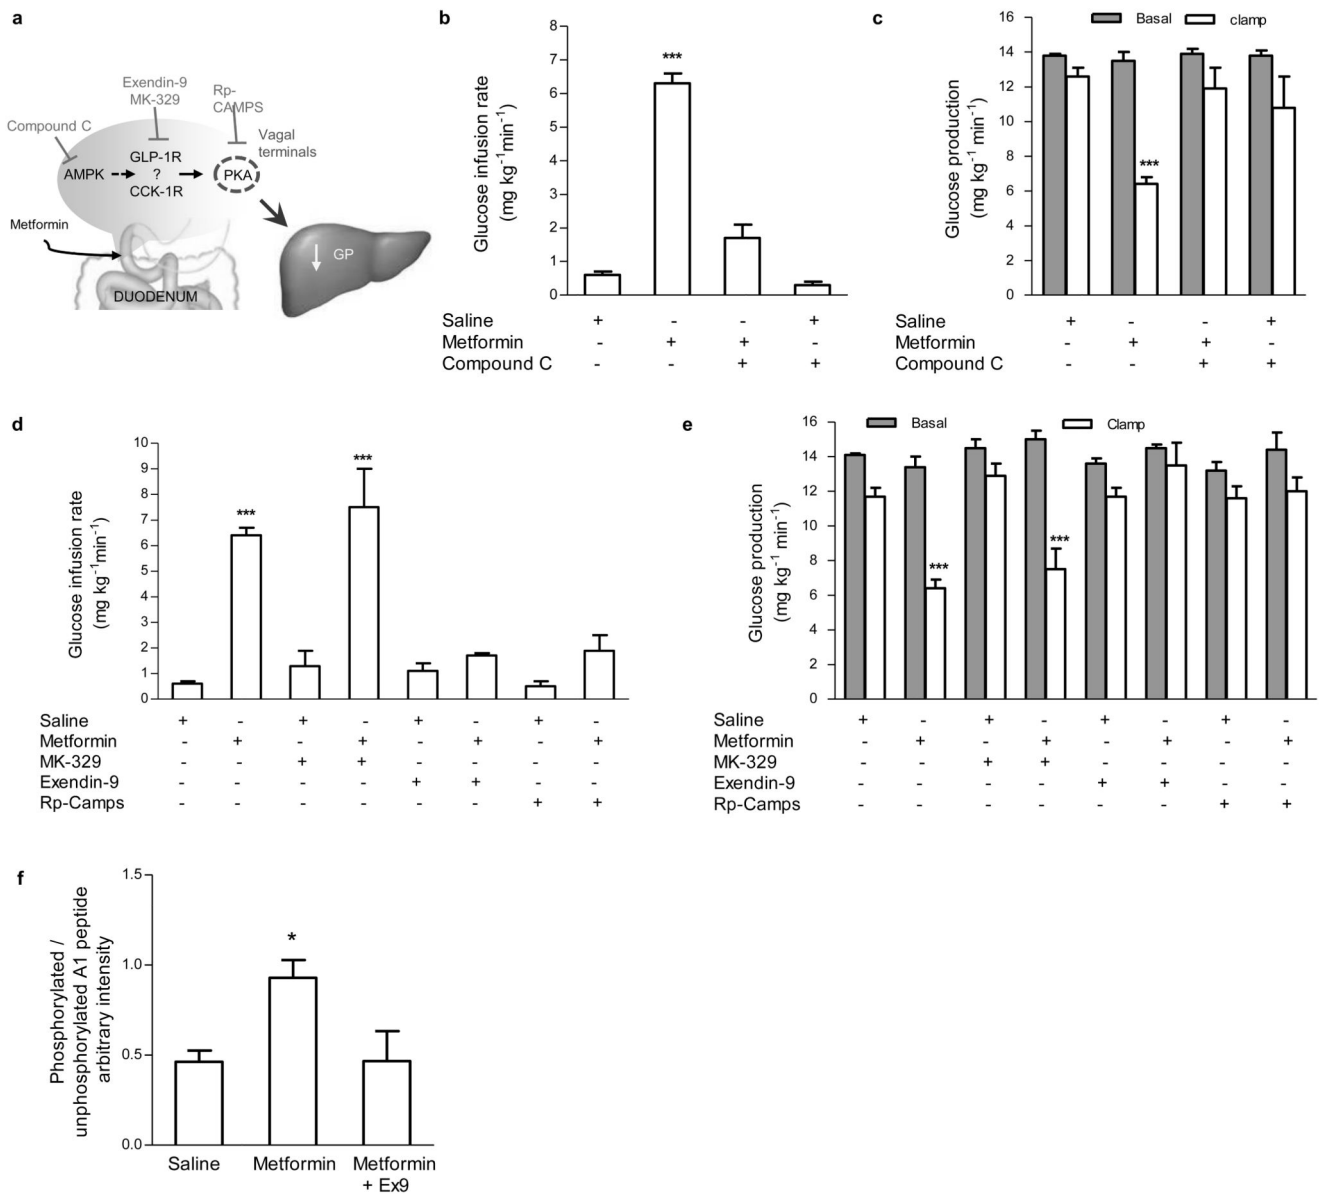 a
Exendin-9
MK-329
Rp-
CAMPS
Compound C
Vagal
terminals
GLP-1R
AMPK
?
PKA
CCK-1R
Metformin
GP
DUODENUM
b
Glucose infusion rate
(mg kg-1min-1)
8
7
6
5
4
3
2
1
0
***
Saline + - - +
Metformin - + + -
Compound C - - + +
c
Basal clamp
Glucose production
(mg kg-1 min-1)
16
14
12
10
8
6
4
2
0
***
Saline + - - +
Metformin - + + -
Compound C - - + +
d
Glucose infusion rate
(mg kg-1min-1)
10
9
8
7
6
5
4
3
2
1
0
***
***
Saline + - + - + - + -
Metformin - + - + - + - +
MK-329 - - + + - - - -
Exendin-9 - - - - + + - -
Rp-Camps - - - - - - + +
e
Basal Clamp
Glucose production
(mg kg-1 min-1)
16
14
12
10
8
6
4
2
0
***
***
Saline + - + - + - + -
Metformin - + - + - + - +
MK-329 - - + + - - - -
Exendin-9 - - - - + + - -
Rp-Camps - - - - - - + +
f
Phosphorylated /
unphosphorylated A1 peptide
arbitrary intensity
1.5
1.0
0.5
0.0
*
Saline Metformin Metformin
+ Ex9